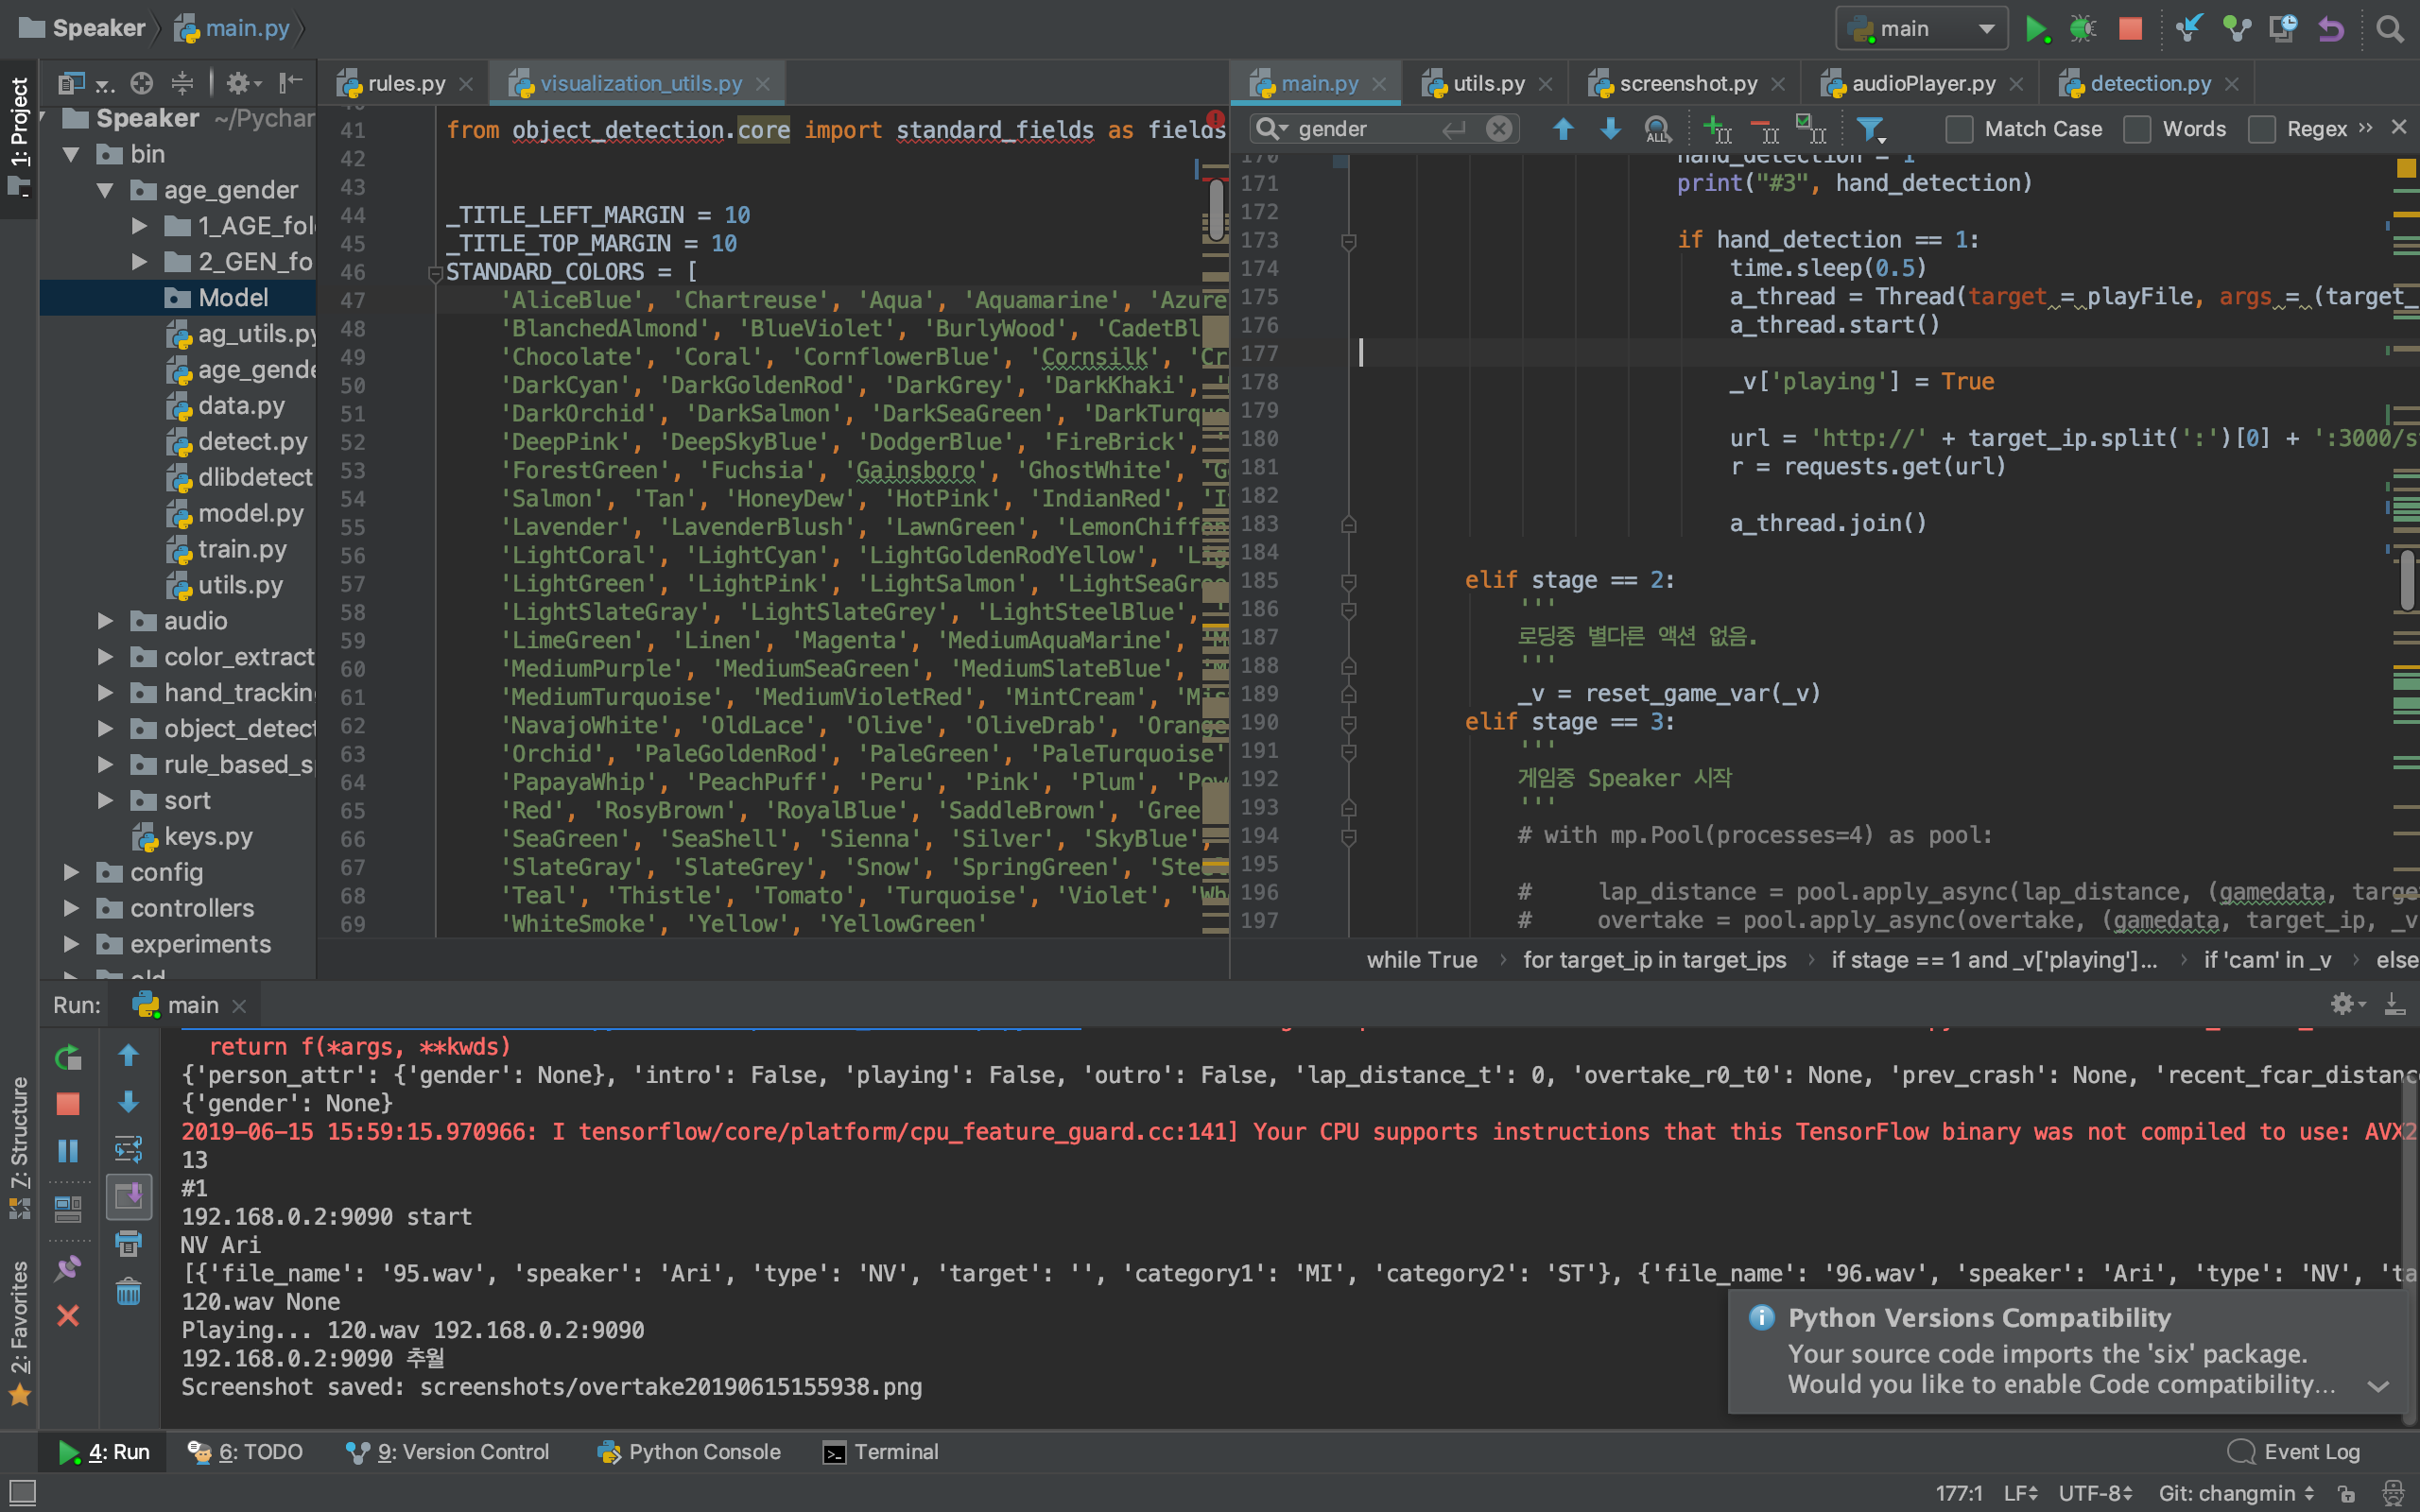 Speaker
main.py
main
1: Project
Speaker ~/Pychar
bin
age_gender
1_AGE_fol
2_GEN_fo
Model
ag_utils.py
age_gende
data.py
detect.py
dlibdetect
model.py
train.py
utils.py
audio
color_extract
hand_trackin
object_detect
rule_based_s
sort
keys.py
config
controllers
experiments
rules.py
visualization_utils.py
41 from object_detection.core import standard_fields as fields
42
43
44 _TITLE_LEFT_MARGIN = 10
45 _TITLE_TOP_MARGIN = 10
46 STANDARD_COLORS = [
47 'AliceBlue', 'Chartreuse', 'Aqua', 'Aquamarine', 'Azure
48 'BlanchedAlmond', 'BlueViolet', 'BurlyWood', 'CadetBl
49 'Chocolate', 'Coral', 'CornflowerBlue', 'Cornsilk', 'Cr
50 'DarkCyan', 'DarkGoldenRod', 'DarkGrey', 'DarkKhaki',
51 'DarkOrchid', 'DarkSalmon', 'DarkSeaGreen', 'DarkTurqu
52 'DeepPink', 'DeepSkyBlue', 'DodgerBlue', 'FireBrick',
53 'ForestGreen', 'Fuchsia', 'Gainsboro', 'GhostWhite', 'G
54 'Salmon', 'Tan', 'HoneyDew', 'HotPink', 'IndianRed', 'I
55 'Lavender', 'LavenderBlush', 'LawnGreen', 'LemonChiffon
56 'LightCoral', 'LightCyan', 'LightGoldenRodYellow', 'Lig
57 'LightGreen', 'LightPink', 'LightSalmon', 'LightSeaGre
58 'LightSlateGray', 'LightSlateGrey', 'LightSteelBlue', '
59 'LimeGreen', 'Linen', 'Magenta', 'MediumAquaMarine', 'M
60 'MediumPurple', 'MediumSeaGreen', 'MediumSlateBlue', 'M
61 'MediumTurquoise', 'MediumVioletRed', 'MintCream', 'Mis
62 'NavajoWhite', 'OldLace', 'Olive', 'OliveDrab', 'Orange
63 'Orchid', 'PaleGoldenRod', 'PaleGreen', 'PaleTurquoise'
64 'PapayaWhip', 'PeachPuff', 'Peru', 'Pink', 'Plum', 'Pow
65 'Red', 'RosyBrown', 'RoyalBlue', 'SaddleBrown', 'Gree
66 'SeaGreen', 'SeaShell', 'Sienna', 'Silver', 'SkyBlue',
67 'SlateGray', 'SlateGrey', 'Snow', 'SpringGreen', 'Stee
68 'Teal', 'Thistle', 'Tomato', 'Turquoise', 'Violet', 'Wh
69 'WhiteSmoke', 'Yellow', 'YellowGreen'
main.py
utils.py
screenshot.py
audioPlayer.py
detection.py
gender
ALL
Match Case
Words
Regex
170 hand_detection = 1
171 print("#3", hand_detection)
172
173 if hand_detection == 1:
174 time.sleep(0.5)
175 a_thread = Thread(target = playFile, args = (target_
176 a_thread.start()
177
178 _v['playing'] = True
179
180 url = 'http://' + target_ip.split(':')[0] + ':3000/s
181 r = requests.get(url)
182
183 a_thread.join()
184
185 elif stage == 2:
186 '''
187 로딩중 별다른 액션 없음.
188 '''
189 _v = reset_game_var(_v)
190 elif stage == 3:
191 '''
192 게임중 Speaker 시작
193 '''
194 # with mp.Pool(processes=4) as pool:
195
196 # lap_distance = pool.apply_async(lap_distance, (gamedata, targe
197 # overtake = pool.apply_async(overtake, (gamedata, target_ip, _v
while True › for target_ip in target_ips › if stage == 1 and _v['playing']... › if 'cam' in _v › else
Run: main
return f(*args, **kwds)
{'person_attr': {'gender': None}, 'intro': False, 'playing': False, 'outro': False, 'lap_distance_t': 0, 'overtake_r0_t0': None, 'prev_crash': None, 'recent_fcar_distanc
{'gender': None}
2019-06-15 15:59:15.970966: I tensorflow/core/platform/cpu_feature_guard.cc:141] Your CPU supports instructions that this TensorFlow binary was not compiled to use: AVX2
13
#1
192.168.0.2:9090 start
NV Ari
[{'file_name': '95.wav', 'speaker': 'Ari', 'type': 'NV', 'target': '', 'category1': 'MI', 'category2': 'ST'}, {'file_name': '96.wav', 'speaker': 'Ari', 'type': 'NV', 'ta
120.wav None
Playing... 120.wav 192.168.0.2:9090
192.168.0.2:9090 추월
Screenshot saved: screenshots/overtake20190615155938.png
Python Versions Compatibility
Your source code imports the 'six' package.
Would you like to enable Code compatibility...
Z: Structure
2: Favorites
4: Run
6: TODO
9: Version Control
Python Console
Terminal
Event Log
177:1 LF UTF-8 Git: changmin